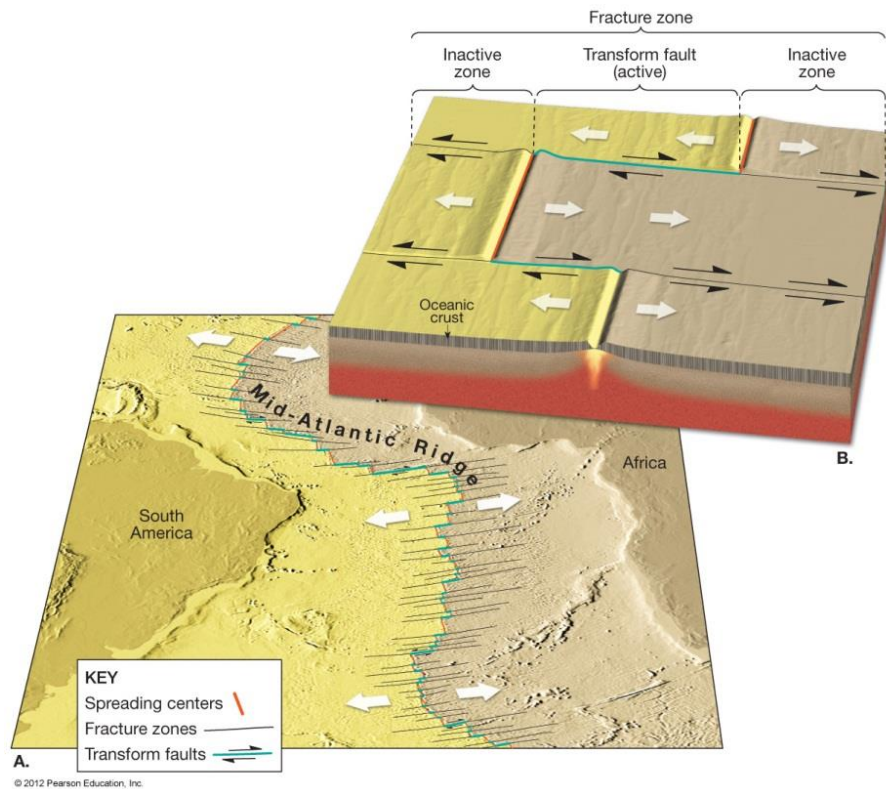 Fracture zone
Inactive
zone
Transform fault
(active)
Inactive
zone
Oceanic
crust
B.
Mid-Atlantic Ridge
Africa
South
America
KEY
Spreading centers
Fracture zones
Transform faults
A.
© 2012 Pearson Education, Inc.